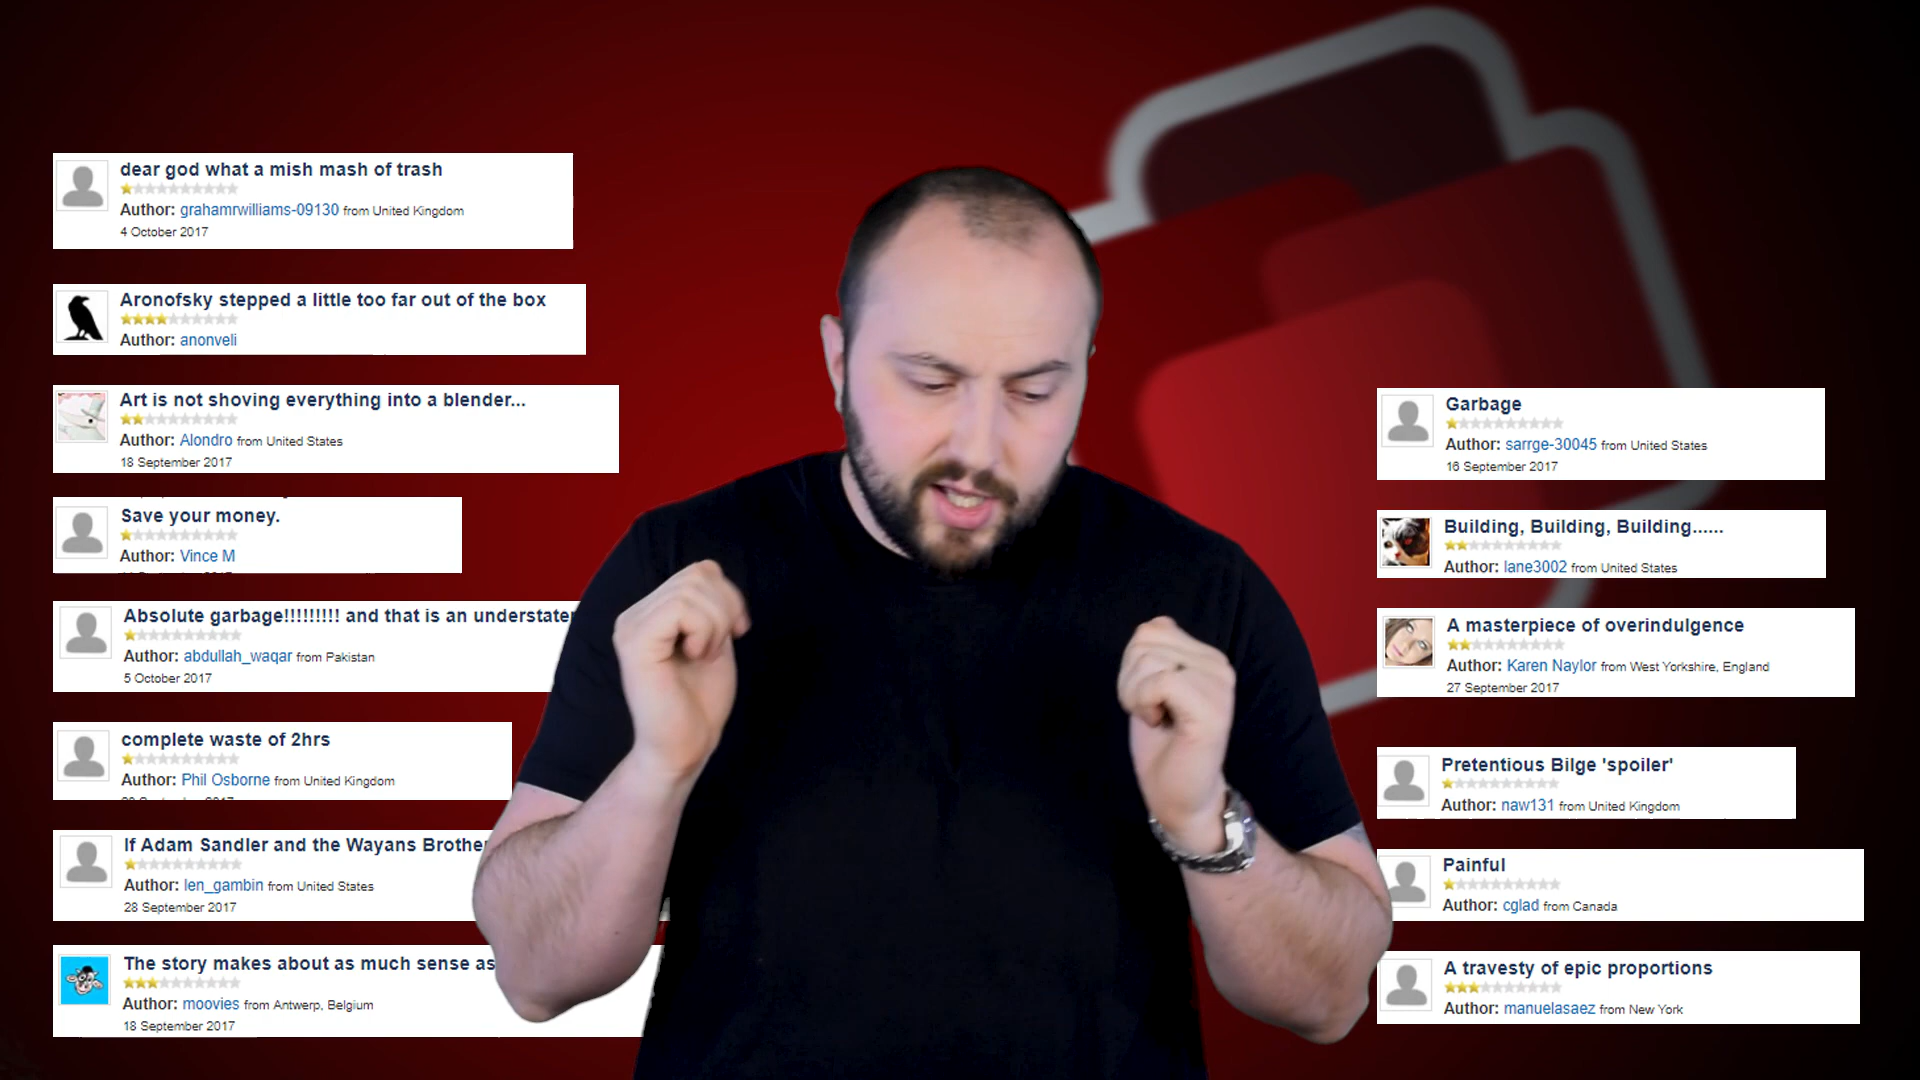 dear god what a mish mash of trash
Author: grahamrwilliams-09130 from United Kingdom
4 October 2017
Aronofsky stepped a little too far out of the box
Author: anonveli
Art is not shoving everything into a blender...
Author: Alondro from United States
18 September 2017
Save your money.
Author: Vince M
Absolute garbage!!!!!!!!! and that is an
Author: abdullah_waqar from Pakistan
5 October 2017
complete waste of 2hrs
Author: Phil Osborne from United Kingdom
If Adam Sandler and the Wayans
Author: len_gambin from United States
28 September 2017
The story makes about as much sense as
Author: moovies from Antwerp, Belgium
18 September 2017
Garbage
Author: sarrge-30045 from United States
16 September 2017
Building, Building, Building......
Author: lane3002 from United States
A masterpiece of overindulgence
Author: Karen Naylor from West Yorkshire, England
27 September 2017
Pretentious Bilge 'spoiler'
Author: naw131 from United Kingdom
Painful
Author: cglad from Canada
A travesty of epic proportions
Author: manuelasaez from New York